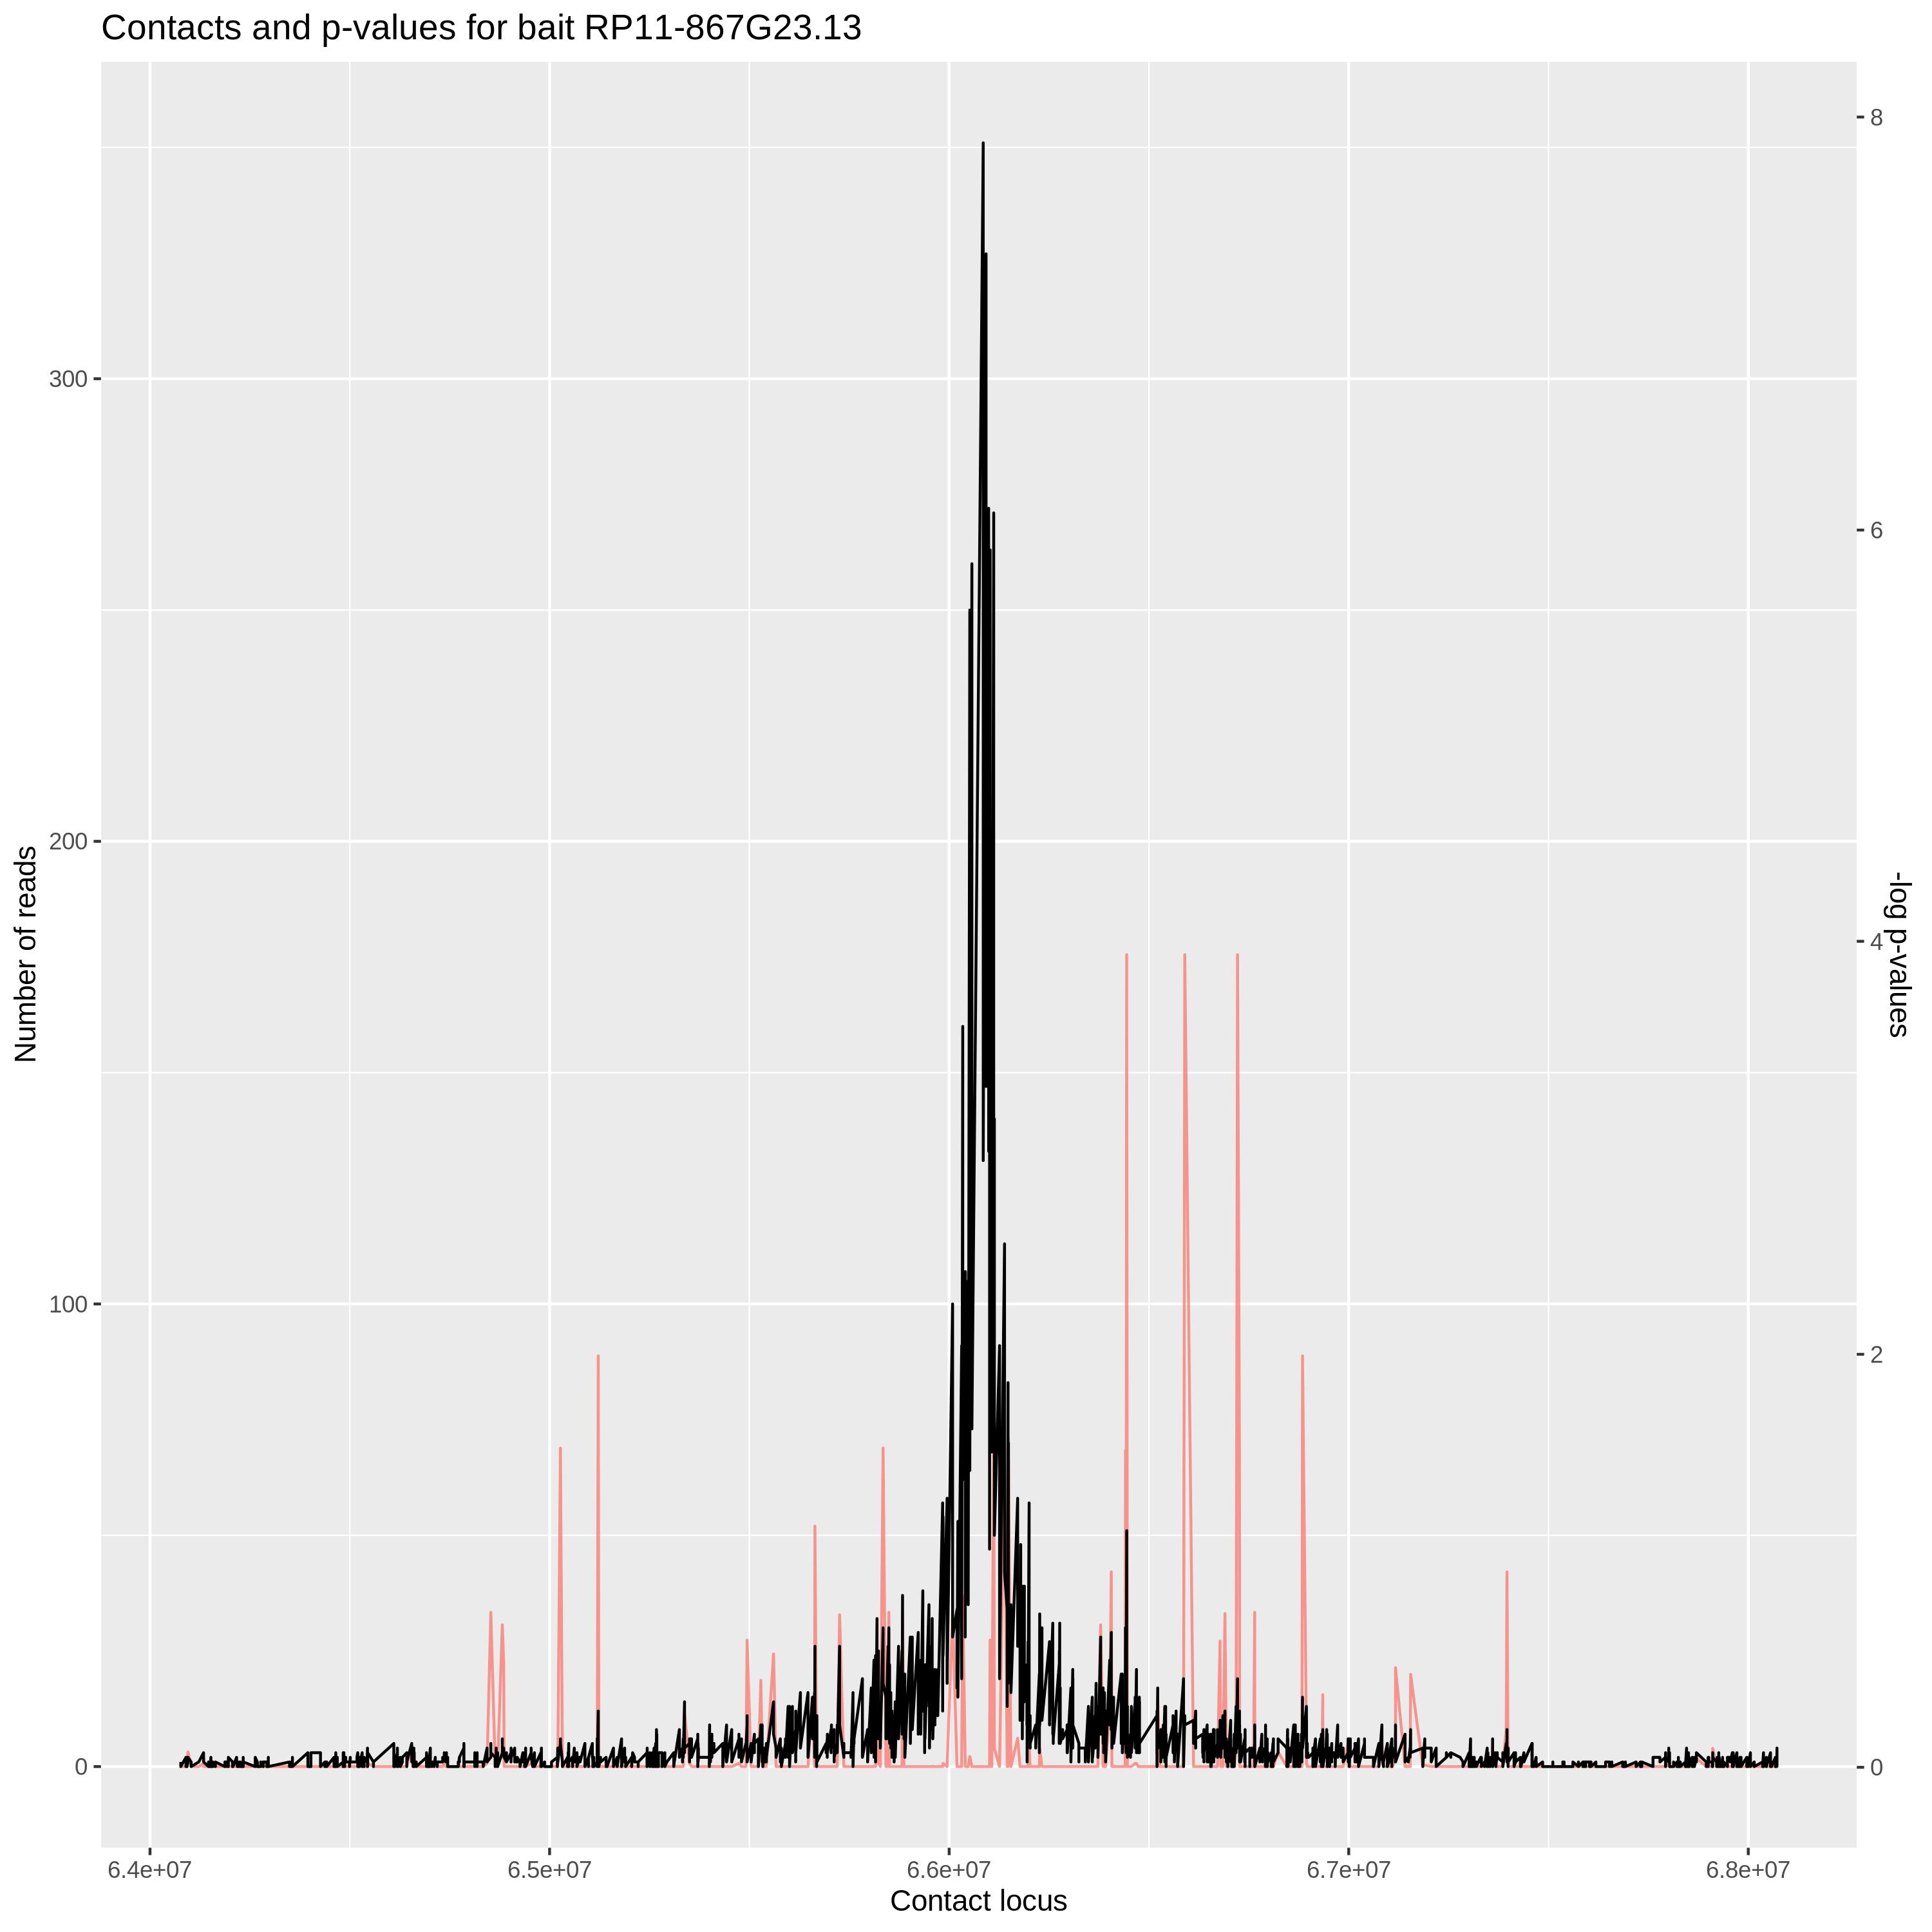 Contacts and p-values for bait RP11-867G23.13
8
300
6
200
Number of reads
4
-log p-values
100
2
0
0
6.4e+07
6.5e+07
6.6e+07
6.7e+07
6.8e+07
Contact locus